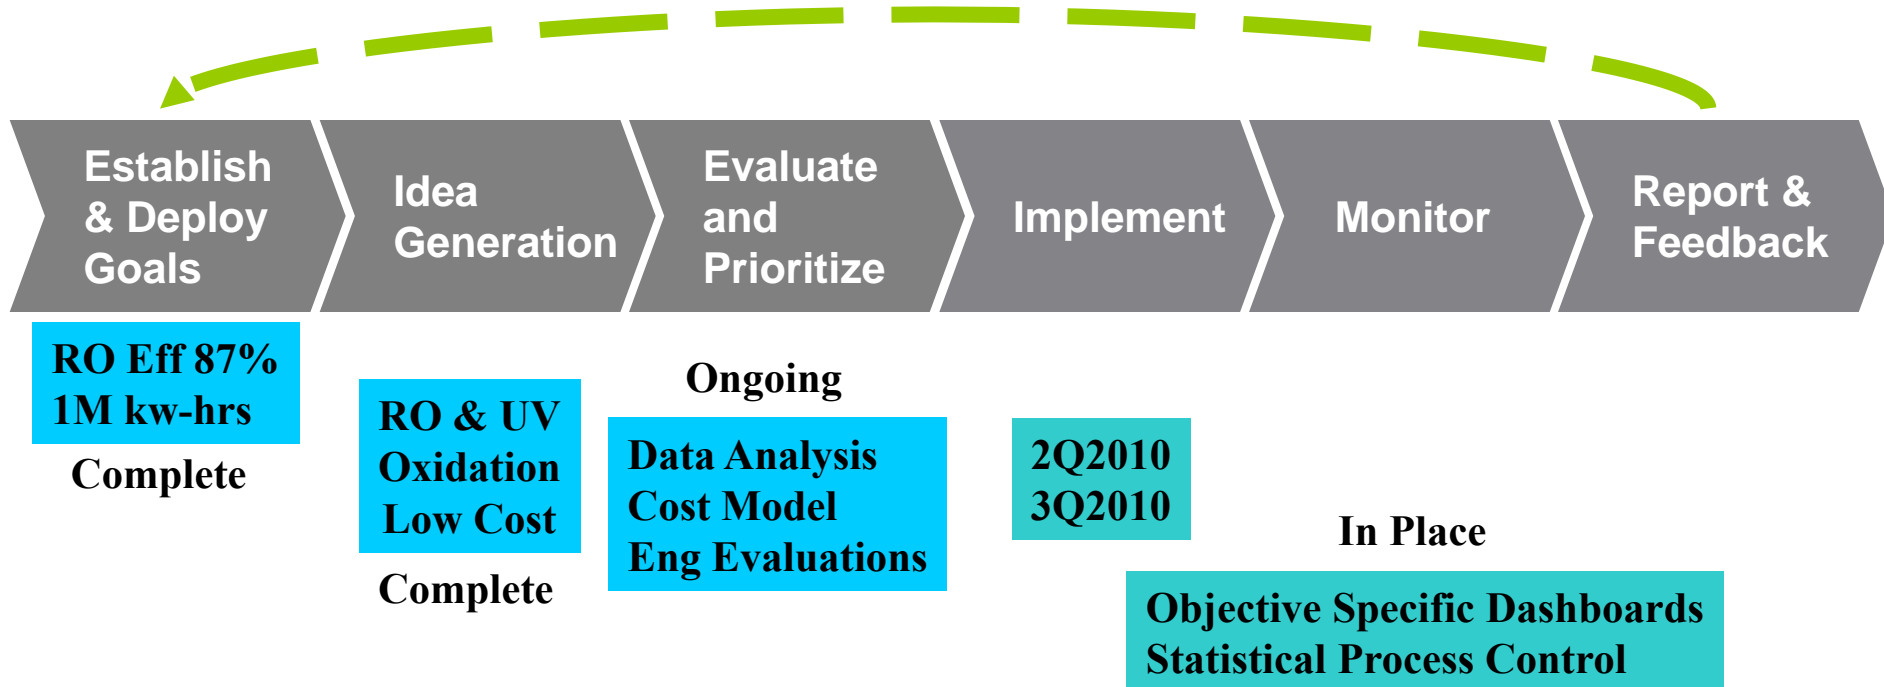 Establish
& Deploy
Goals
Idea
Generation
Evaluate
and
Prioritize
Implement
Monitor
Report &
Feedback
RO Eff 87%
1M kw-hrs
Complete
RO & UV
Oxidation
Low Cost
Complete
Ongoing
Data Analysis
Cost Model
Eng Evaluations
2Q2010
3Q2010
In Place
Objective Specific Dashboards
Statistical Process Control